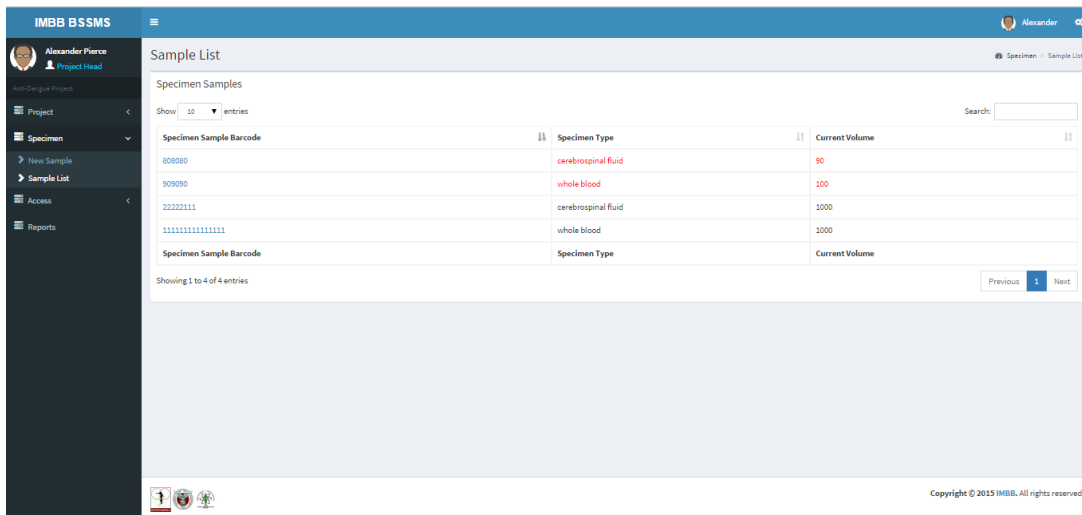 IMBB BSSMS
Alexander
Alexander Pierce
Project Head
Anti-Dengue Project
Project
Specimen
New Sample
Sample List
Access
Reports
Sample List
Specimen > Sample List
Specimen Samples
Show 10 entries
Search:
Specimen Sample Barcode Specimen Type Current Volume
808080 cerebrospinal fluid 90
909090 whole blood 100
22222111 cerebrospinal fluid 1000
111111111111111 whole blood 1000
Specimen Sample Barcode Specimen Type Current Volume
Showing 1 to 4 of 4 entries
Previous 1 Next
Copyright © 2015 IMBB. All rights reserved